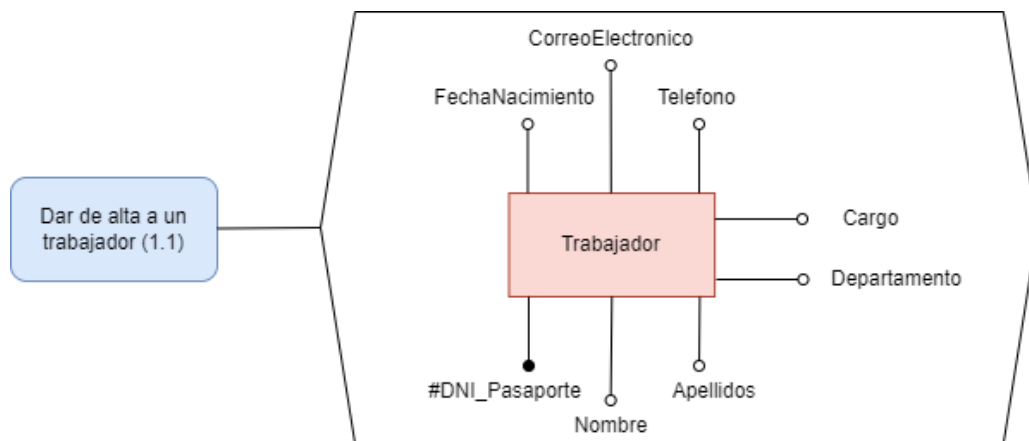 CorreoElectronico
FechaNacimiento
Telefono
Dar de alta a un
trabajador (1.1)
Trabajador
Cargo
Departamento
#DNI_Pasaporte
Apellidos
Nombre